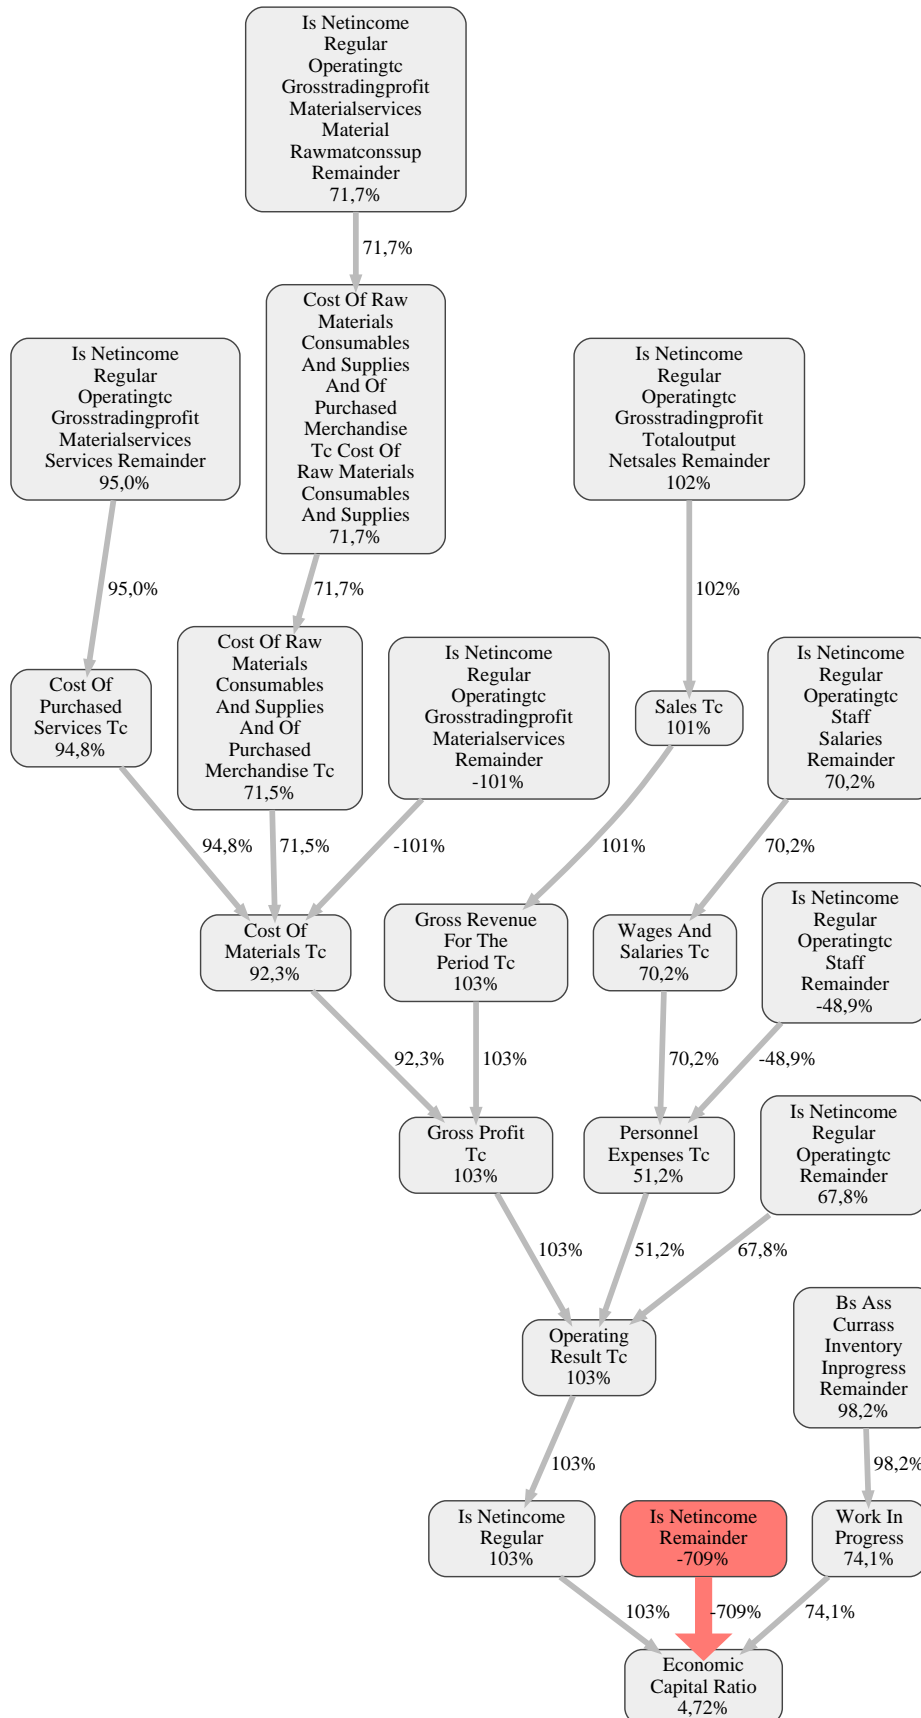 Is Netincome
Regular
Operatingtc
Grosstradingprofit
Materialservices
Material
Rawmatconssup
Remainder
71,7%
71,7%
Cost Of Raw
Materials
Consumables
And Supplies
And Of
Purchased
Merchandise
Tc Cost Of
Raw Materials
Consumables
And Supplies
71,7%
Is Netincome
Regular
Operatingtc
Grosstradingprofit
Materialservices
Services Remainder
95,0%
Is Netincome
Regular
Operatingtc
Grosstradingprofit
Totaloutput
Netsales Remainder
102%
95,0%
71,7%
102%
Cost Of
Purchased
Services Tc
94,8%
Cost Of Raw
Materials
Consumables
And Supplies
And Of
Purchased
Merchandise Tc
71,5%
Is Netincome
Regular
Operatingtc
Grosstradingprofit
Materialservices
Remainder
-101%
Sales Tc
101%
Is Netincome
Regular
Operatingtc
Staff
Salaries
Remainder
70,2%
94,8%
71,5%
-101%
101%
70,2%
Cost Of
Materials Tc
92,3%
Gross Revenue
For The
Period Tc
103%
Wages And
Salaries Tc
70,2%
Is Netincome
Regular
Operatingtc
Staff
Remainder
-48,9%
92,3%
103%
70,2%
-48,9%
Gross Profit
Tc
103%
Personnel
Expenses Tc
51,2%
Is Netincome
Regular
Operatingtc
Remainder
67,8%
103%
51,2%
67,8%
Operating
Result Tc
103%
Bs Ass
Currass
Inventory
Inprogress
Remainder
98,2%
103%
98,2%
Is Netincome
Regular
103%
Is Netincome
Remainder
-709%
Work In
Progress
74,1%
103%
-709%
74,1%
Economic
Capital Ratio
4,72%